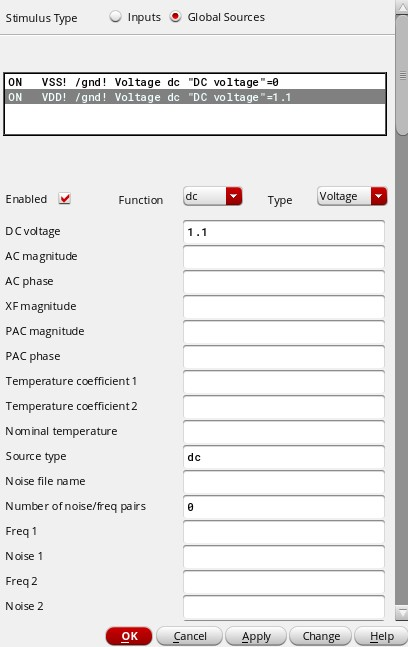 Stimulus Type Inputs Global Sources
ON VSS! /gnd! Voltage dc "DC voltage"=0
ON VDD! /gnd! Voltage dc "DC voltage"=1.1
Enabled Function dc Type Voltage
DC voltage 1.1
AC magnitude
AC phase
XF magnitude
PAC magnitude
PAC phase
Temperature coefficient 1
Temperature coefficient 2
Nominal temperature
Source type dc
Noise file name
Number of noise/freq pairs 0
Freq 1
Noise 1
Freq 2
Noise 2
OK Cancel Apply Change Help